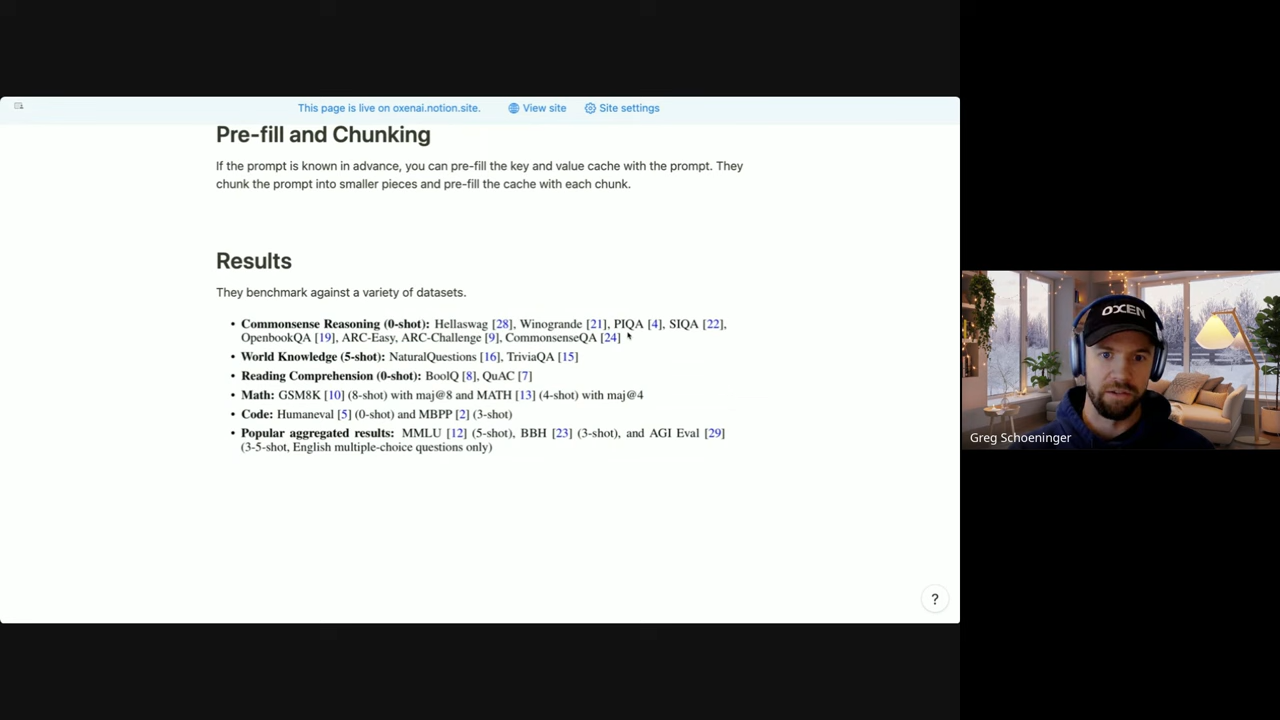 This page is live on oxenai.notion.site. View site Site settings
Pre-fill and Chunking
If the prompt is known in advance, you can pre-fill the key and value cache with the prompt. They
chunk the prompt into smaller pieces and pre-fill the cache with each chunk.
Results
They benchmark against a variety of datasets.
• Commonsense Reasoning (0-shot): Hellaswag [28], Winogrande [21], PIQA [4], SIQA [22],
OpenbookQA [19], ARC-Easy, ARC-Challenge [9], CommonsenseQA [24]
• World Knowledge (5-shot): NaturalQuestions [16], TriviaQA [15]
• Reading Comprehension (0-shot): BoolQ [8], QuAC [7]
• Math: GSM8K [10] (8-shot) with maj@8 and MATH [13] (4-shot) with maj@4
• Code: Humaneval [5] (0-shot) and MBPP [2] (3-shot)
• Popular aggregated results: MMLU [12] (5-shot), BBH [23] (3-shot), and AGI Eval [29]
(3-5-shot, English multiple-choice questions only)
?
OXEN
Greg Schoeninger